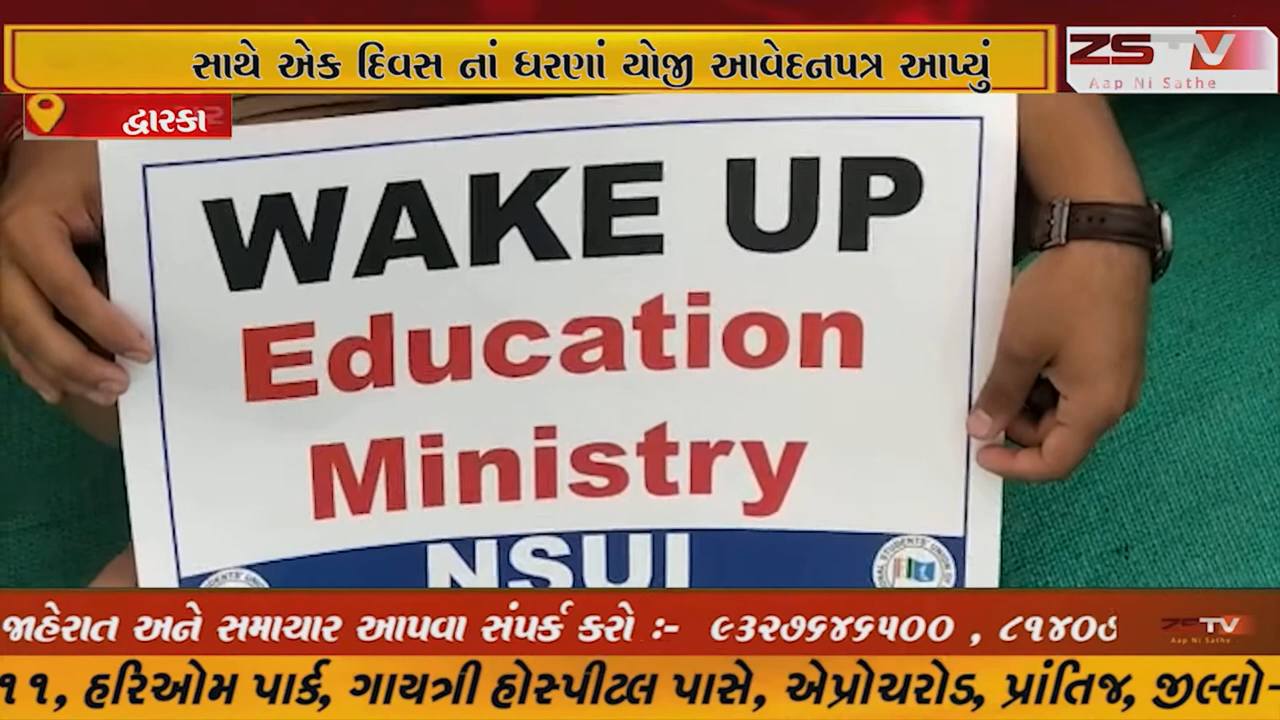 સાથે એક દિવસ નાં ધરણાં યોજી આવેદનપત્ર આપ્યું
ZSTV
Aap Ni Sathe
દ્વારકા
WAKE UP
Education
Ministry
NSUI
જાહેરાત અને સમાચાર આપવા સંપર્ક કરો :- ૯૩૨૭૬૪૬૫૦૦ , ૮૧૪૦
ZSTV
Aap Ni Sathe
૧૧, હરિઓમ પાર્ક, ગાયત્રી હોસ્પીટલ પાસે, એપ્રોચરોડ, પ્રાંતિજ, જીલ્લો-